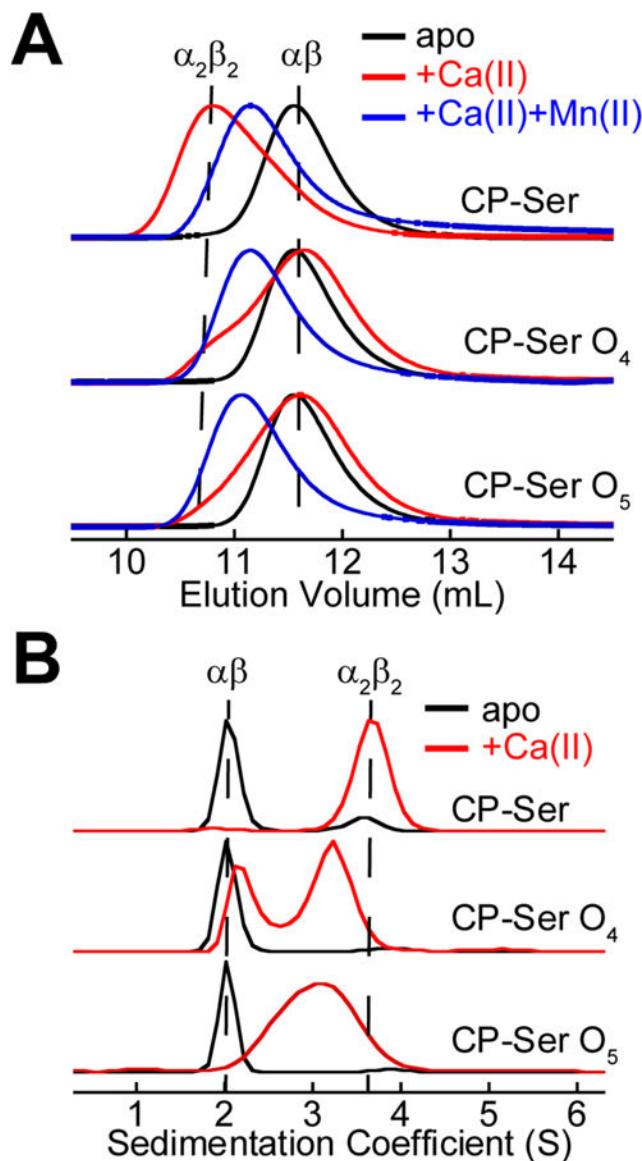 A
α₂β₂ αβ
apo
+Ca(II)
+Ca(II)+Mn(II)
CP-Ser
CP-Ser O₄
CP-Ser O₅
10 11 12 13 14
Elution Volume (mL)
B
αβ α₂β₂
apo
+Ca(II)
CP-Ser
CP-Ser O₄
CP-Ser O₅
1 2 3 4 5 6
Sedimentation Coefficient (S)